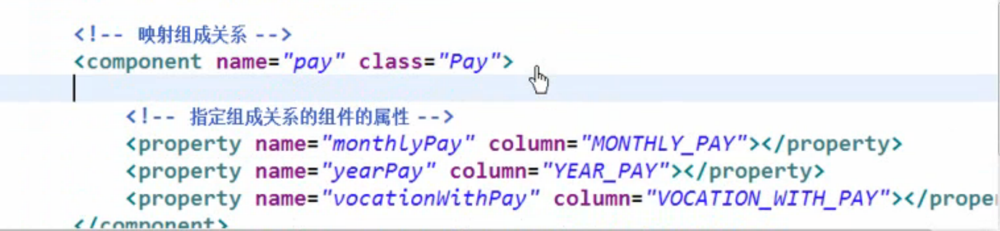 <!-- 映射组成关系 -->
<component name="pay" class="Pay">
<!-- 指定组成关系的组件的属性 -->
<property name="monthlyPay" column="MONTHLY_PAY"></property>
<property name="yearPay" column="YEAR_PAY"></property>
<property name="vocationWithPay" column="VOCATION_WITH_PAY"></proper
</component>